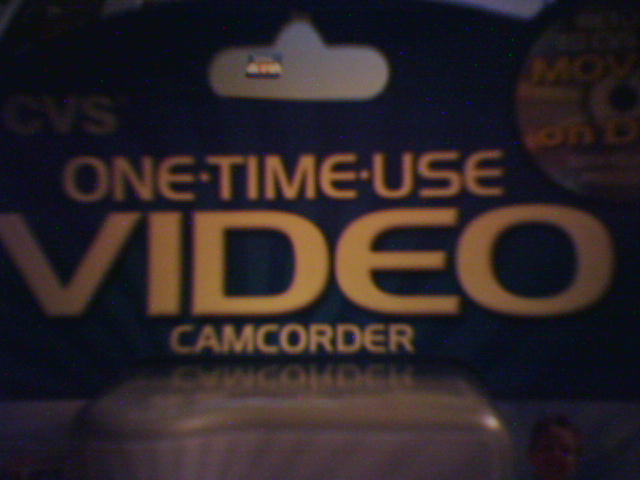 CVS
ONE·TIME·USE
VIDEO
CAMCORDER
MOV
on D